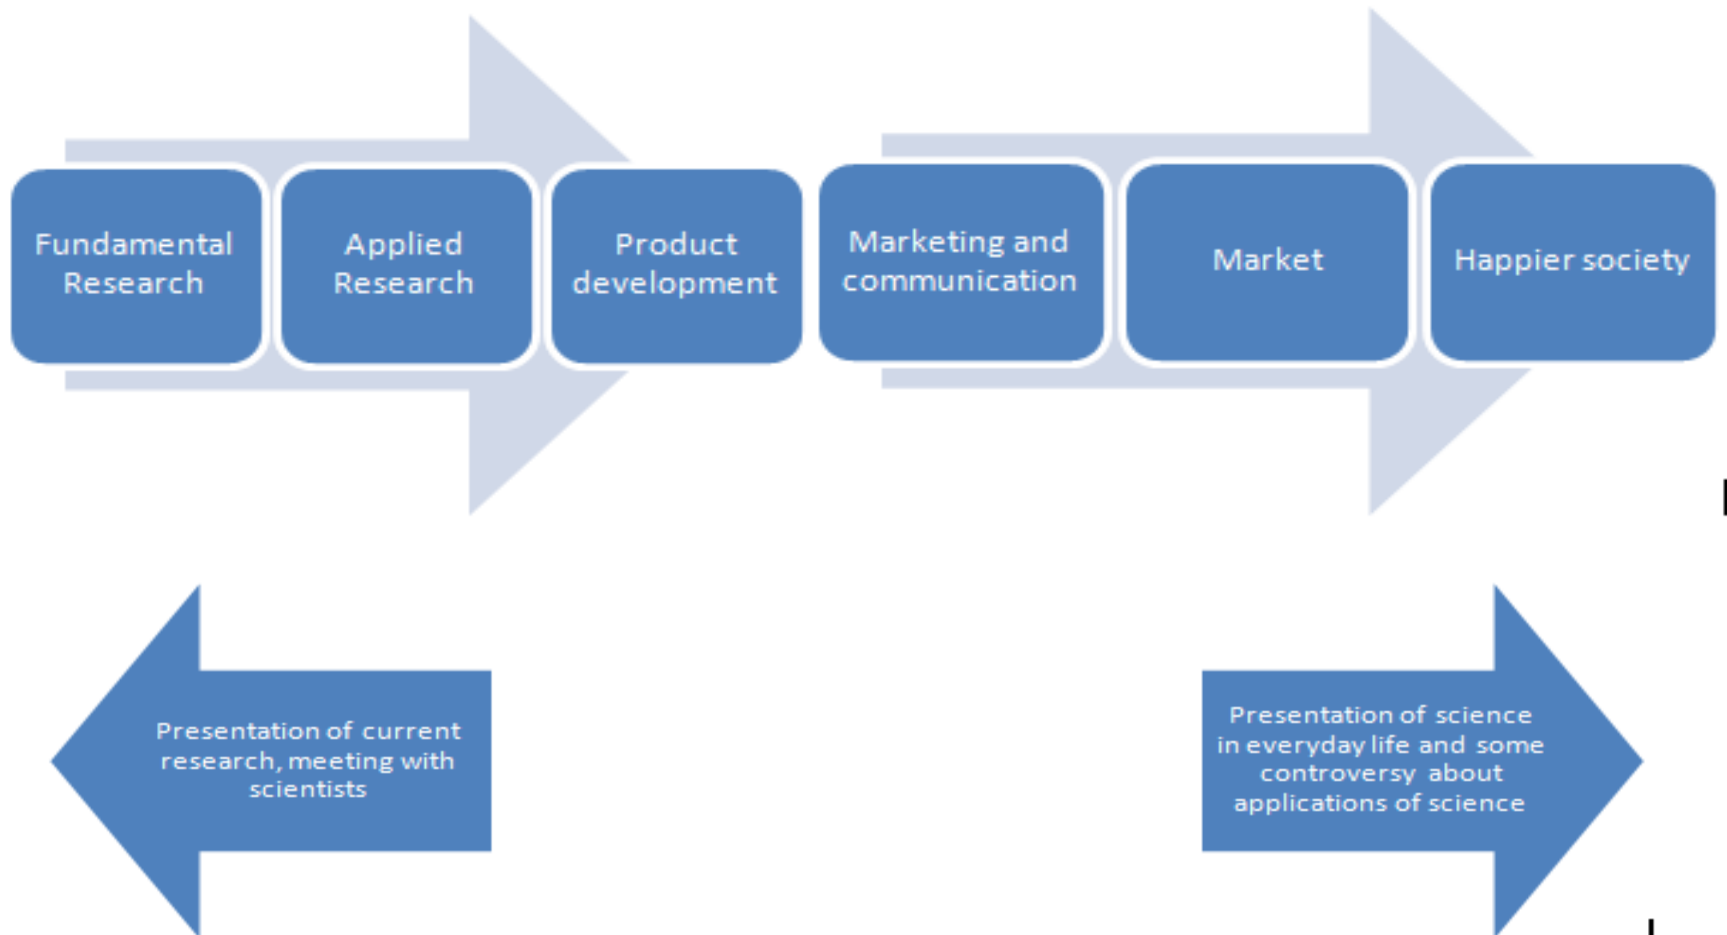 Fundamental
Research
Applied
Research
Product
development
Marketing and
communication
Market
Happier society
Presentation of current
research, meeting with
scientists
Presentation of science
in everyday life and some
controversy about
applications of science